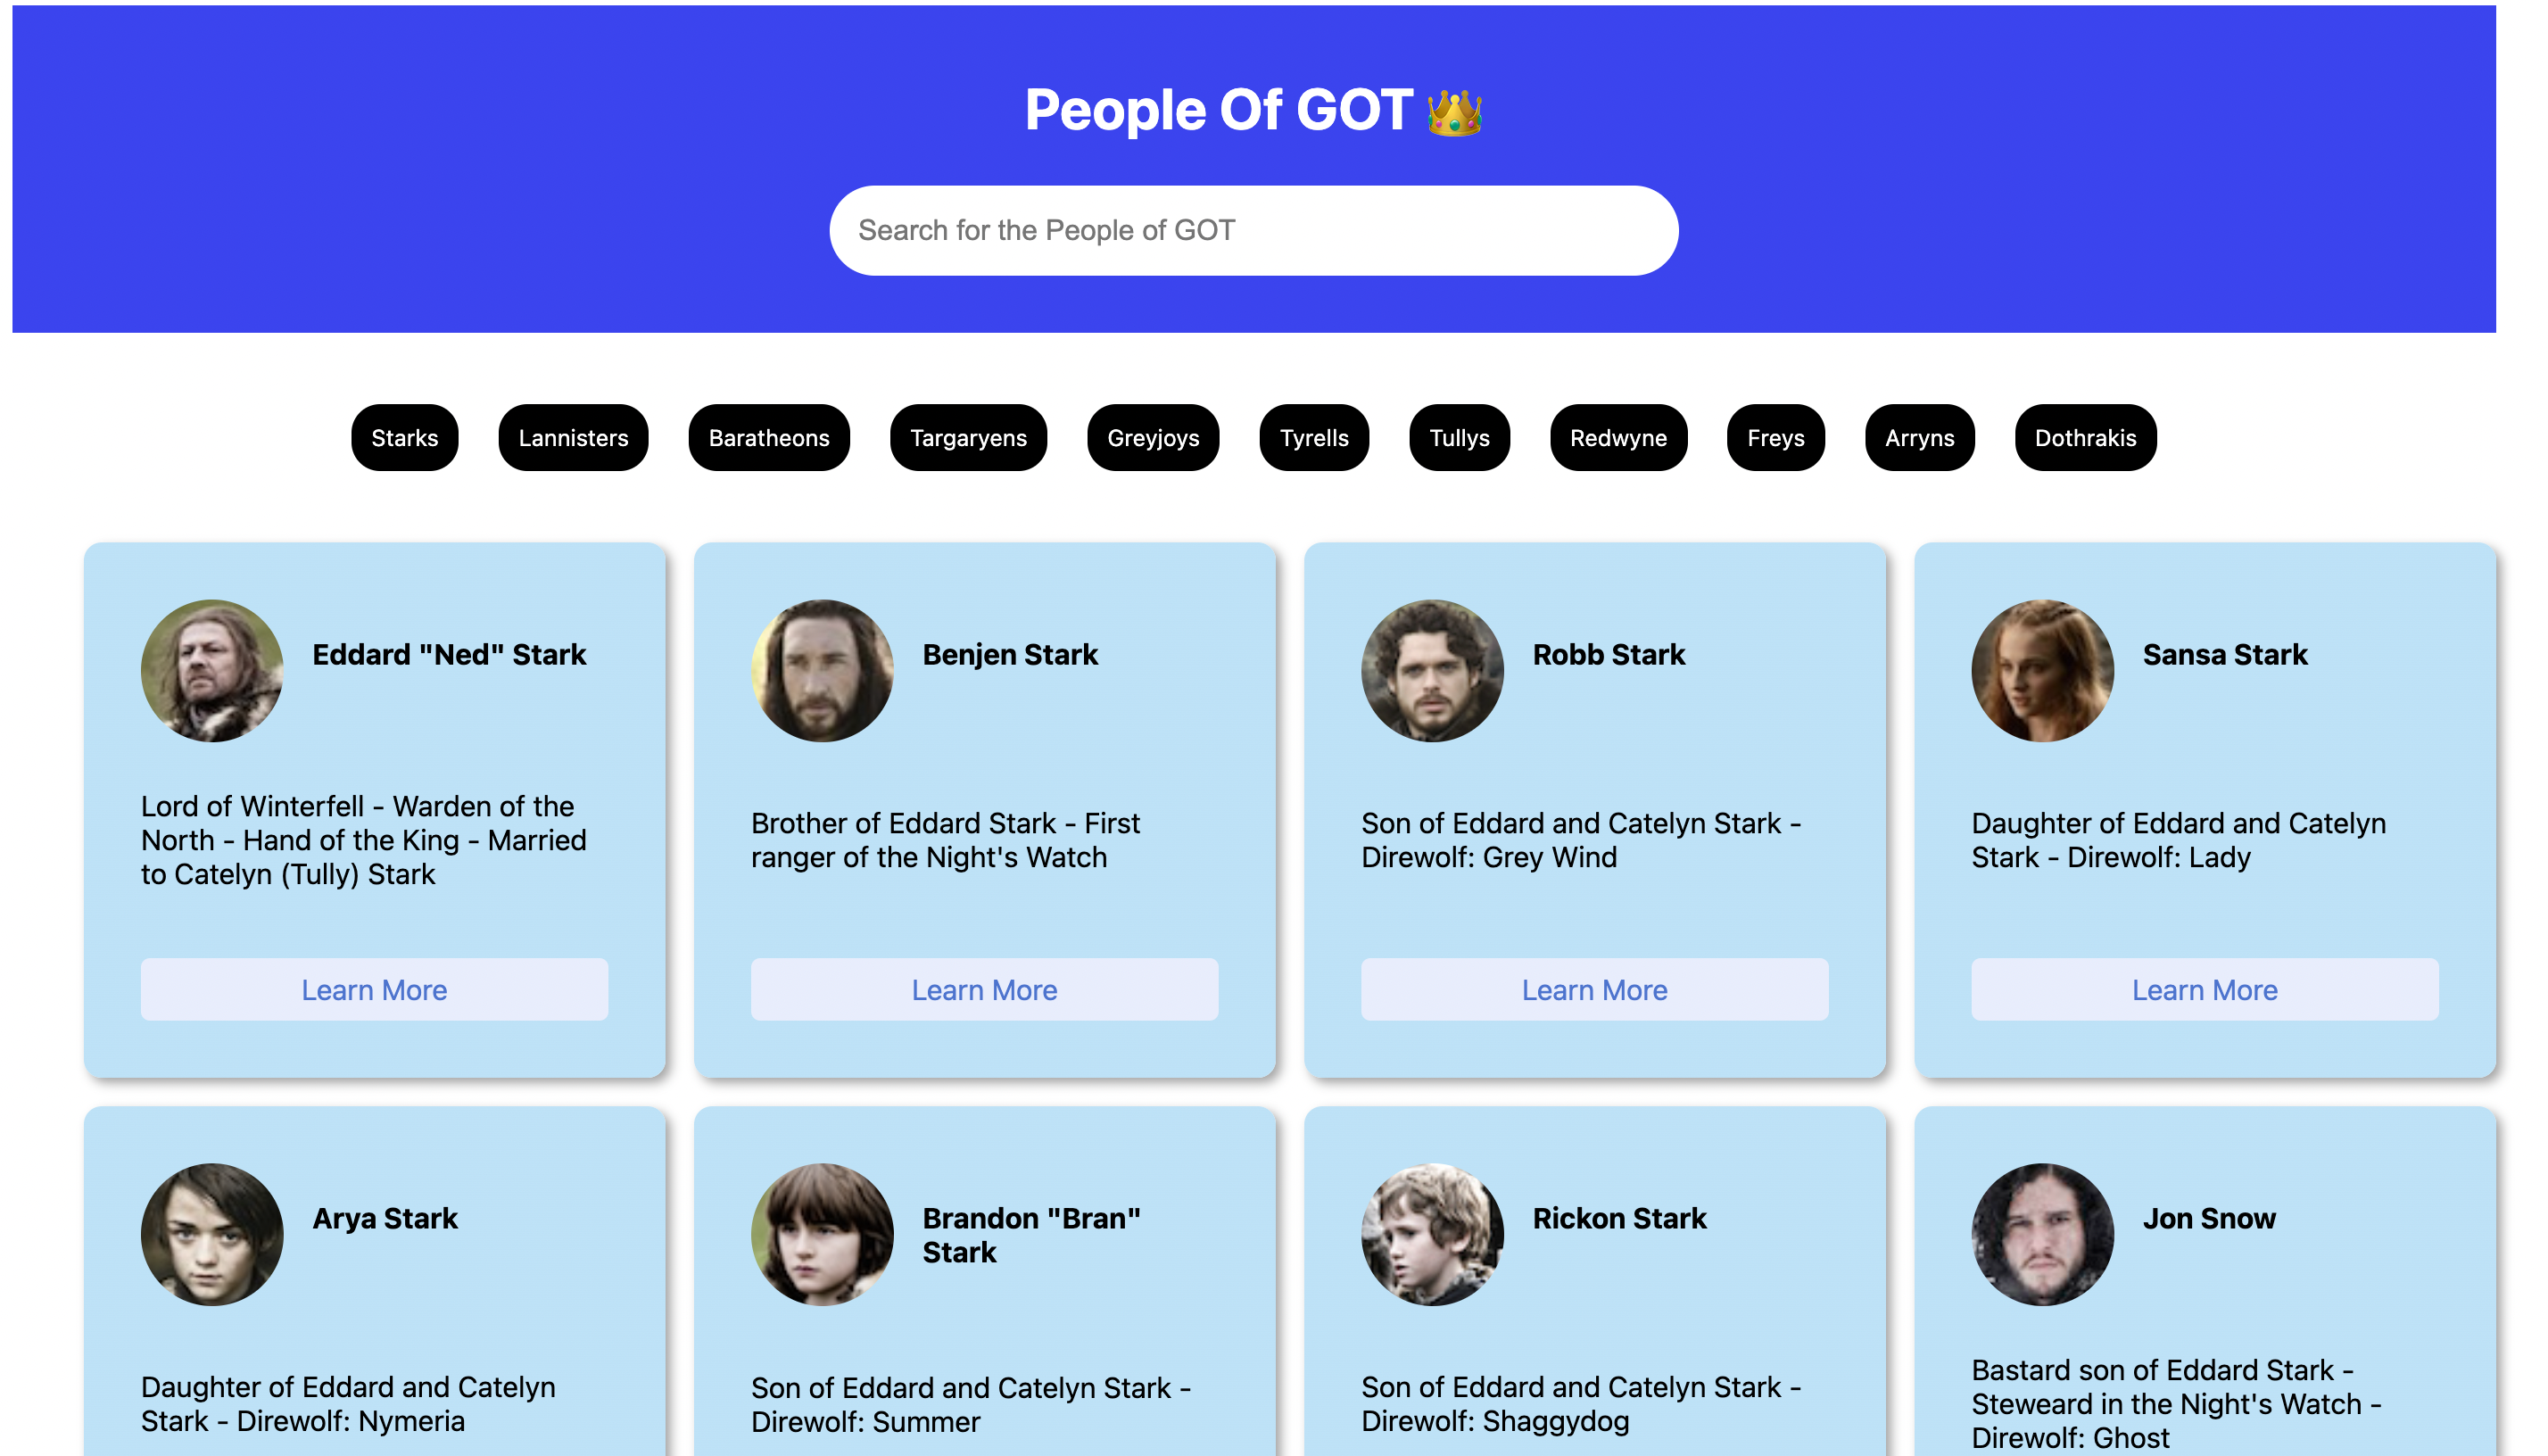 People Of GOT 👑
Search for the People of GOT
Starks
Lannisters
Baratheons
Targaryens
Greyjoys
Tyrells
Tullys
Redwyne
Freys
Arryns
Dothrakis
Eddard "Ned" Stark
Lord of Winterfell - Warden of the
North - Hand of the King - Married
to Catelyn (Tully) Stark
Learn More
Benjen Stark
Brother of Eddard Stark - First
ranger of the Night's Watch
Learn More
Robb Stark
Son of Eddard and Catelyn Stark -
Direwolf: Grey Wind
Learn More
Sansa Stark
Daughter of Eddard and Catelyn
Stark - Direwolf: Lady
Learn More
Arya Stark
Daughter of Eddard and Catelyn
Stark - Direwolf: Nymeria
Brandon "Bran"
Stark
Son of Eddard and Catelyn Stark -
Direwolf: Summer
Rickon Stark
Son of Eddard and Catelyn Stark -
Direwolf: Shaggydog
Jon Snow
Bastard son of Eddard Stark -
Steweard in the Night's Watch -
Direwolf: Ghost